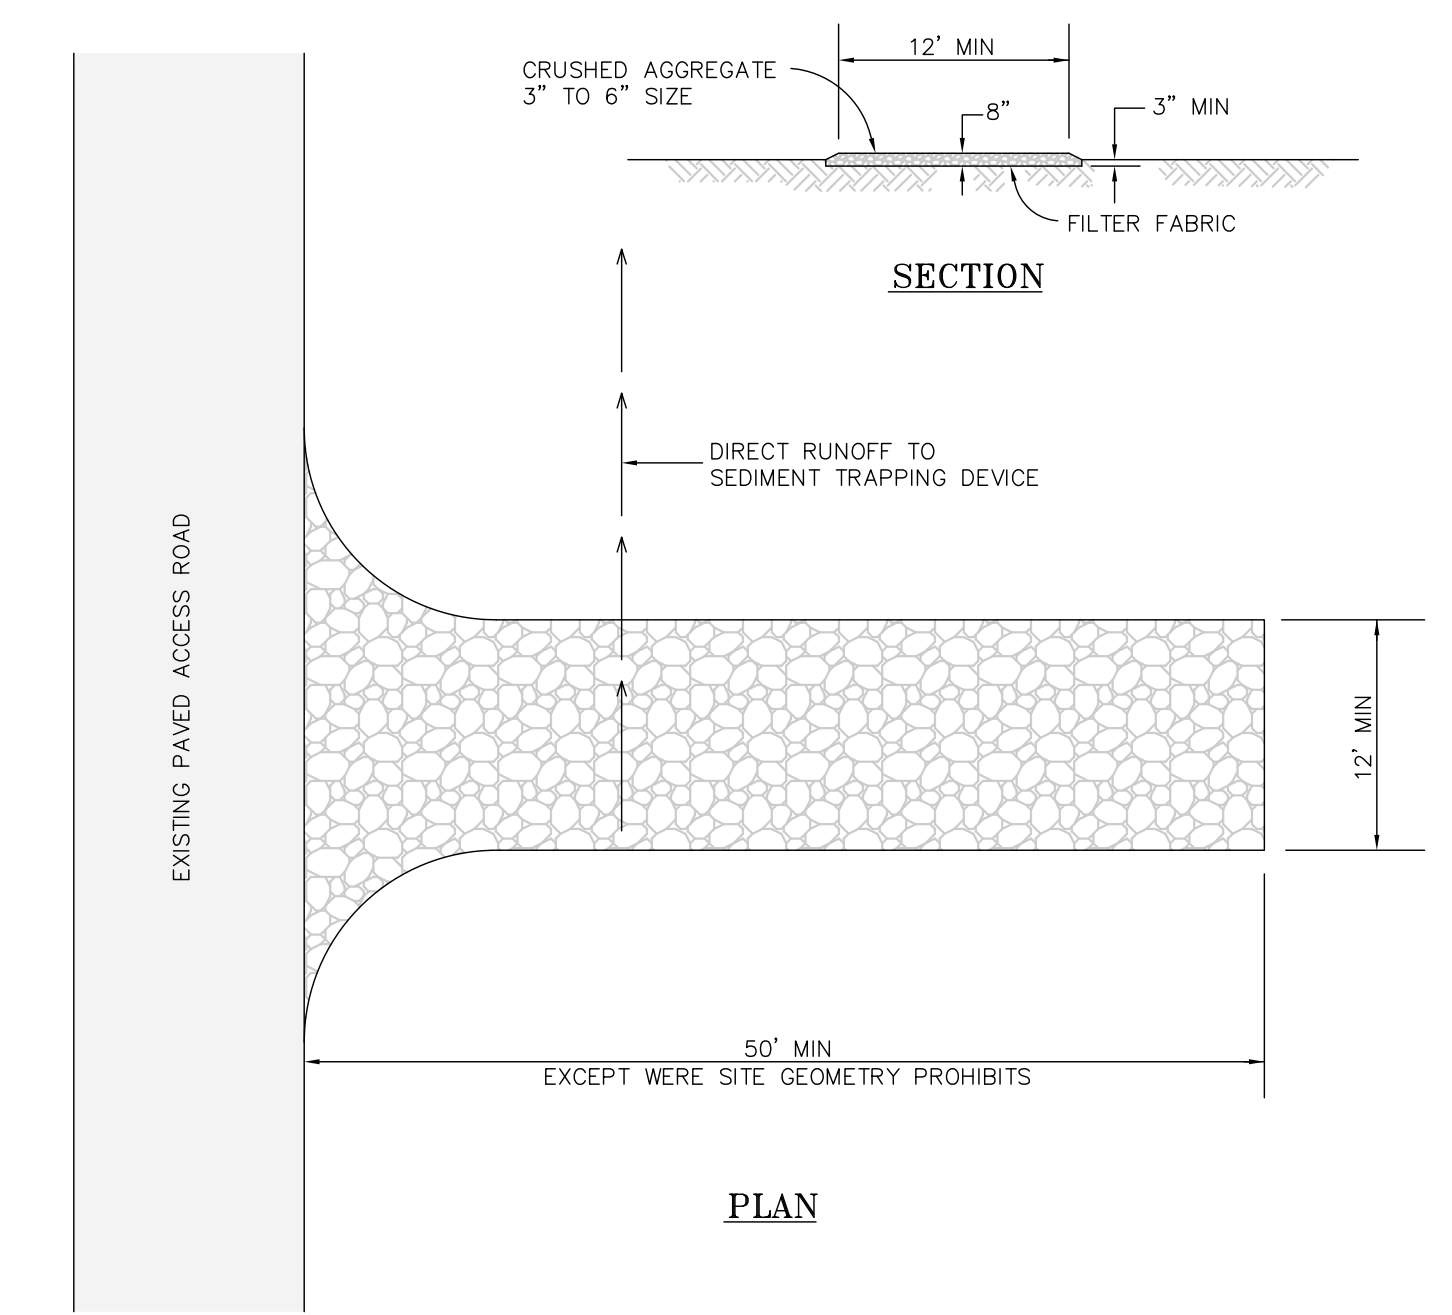 12' MIN
CRUSHED AGGREGATE
3” TO 6” SIZE
8”
3” MIN
FILTER FABRIC
SECTION
DIRECT RUNOFF TO
SEDIMENT TRAPPING DEVICE
EXISTING PAVED ACCESS ROAD
12' MIN
50' MIN
EXCEPT WERE SITE GEOMETRY PROHIBITS
PLAN